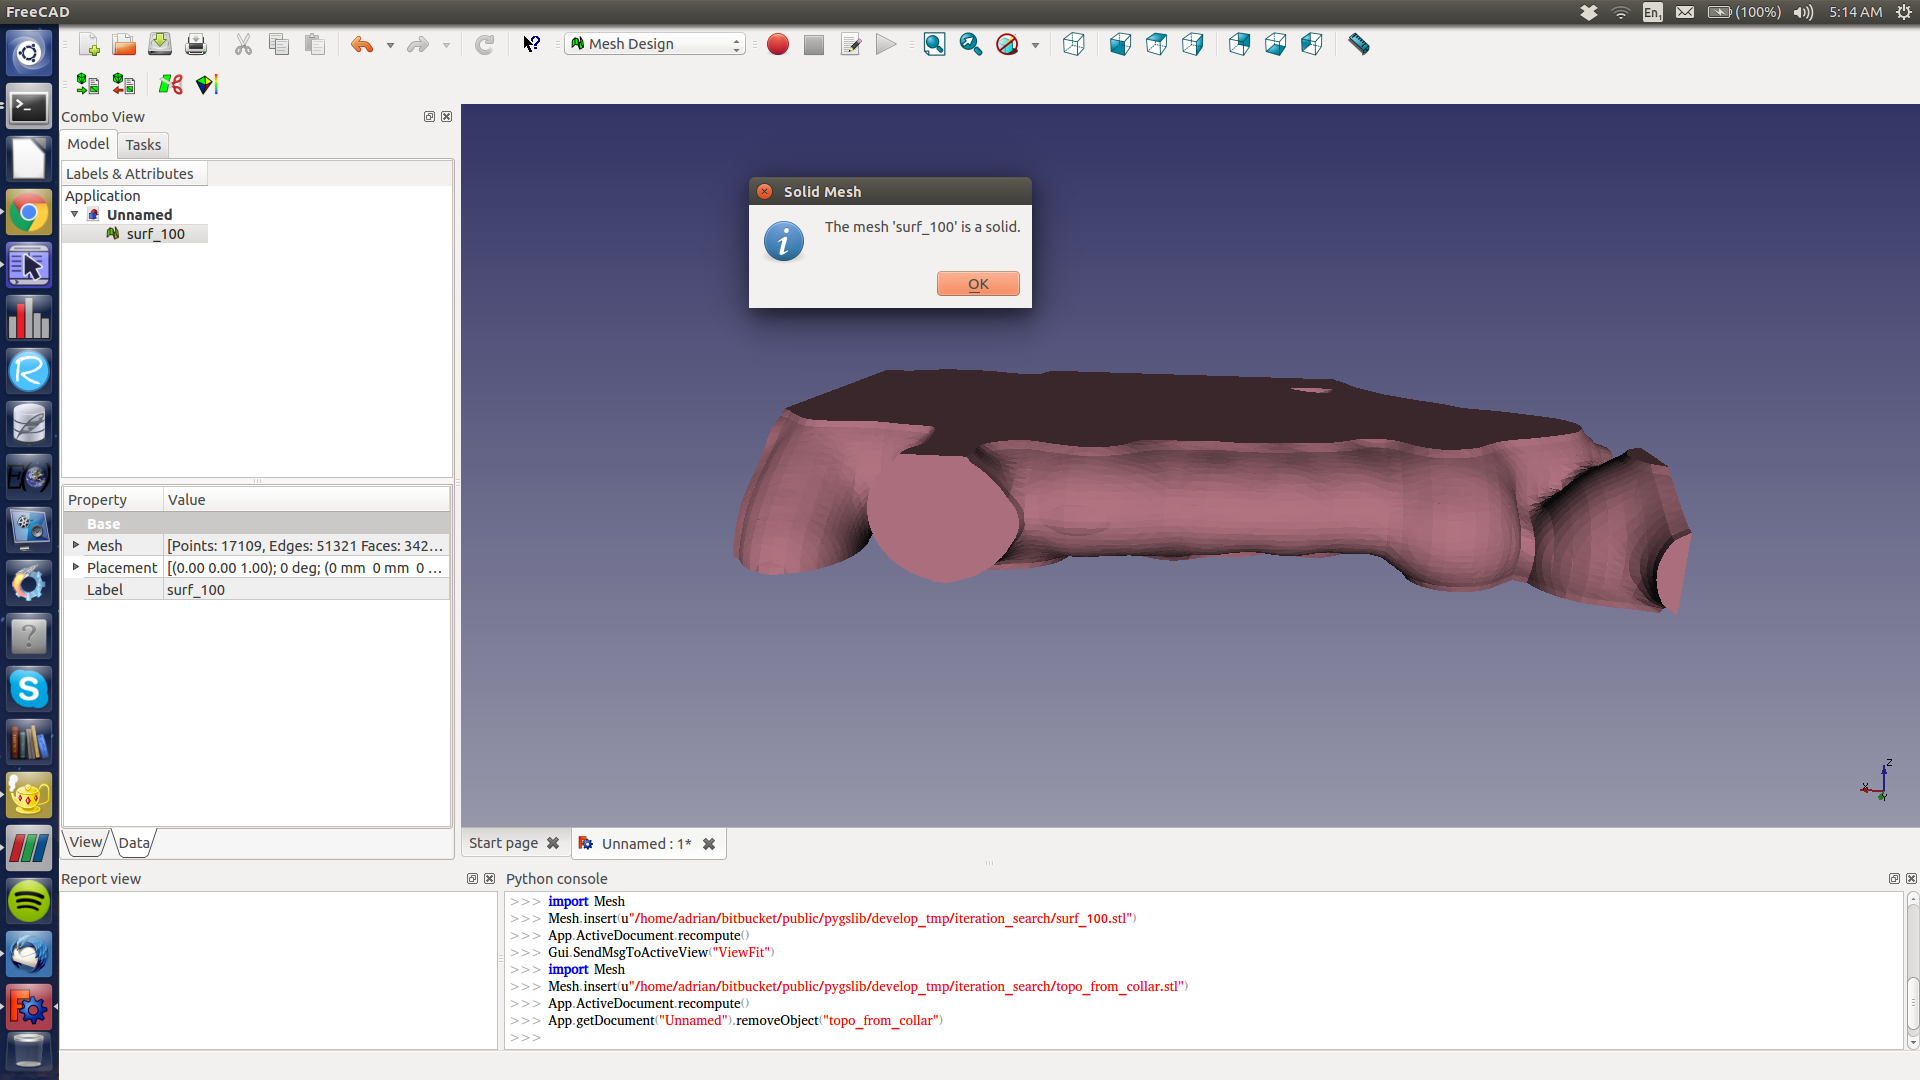 FreeCAD
En1
(100%)
5:14 AM
Mesh Design
Combo View
Model
Tasks
Labels & Attributes
Application
Unnamed
surf_100
Solid Mesh
The mesh 'surf_100' is a solid.
OK
Property
Value
Base
Mesh
[Points: 17109, Edges: 51321 Faces: 342...
Placement
[(0.00 0.00 1.00); 0 deg; (0 mm  0 mm  0 ...
Label
surf_100
View
Data
Z
X
Y
Start page
Unnamed : 1*
Report view
Python console
>>> import Mesh
>>> Mesh.insert(u"/home/adrian/bitbucket/public/pygslib/develop_tmp/iteration_search/surf_100.stl")
>>> App.ActiveDocument.recompute()
>>> Gui.SendMsgToActiveView("ViewFit")
>>> import Mesh
>>> Mesh.insert(u"/home/adrian/bitbucket/public/pygslib/develop_tmp/iteration_search/topo_from_collar.stl")
>>> App.ActiveDocument.recompute()
>>> App.getDocument("Unnamed").removeObject("topo_from_collar")
>>>